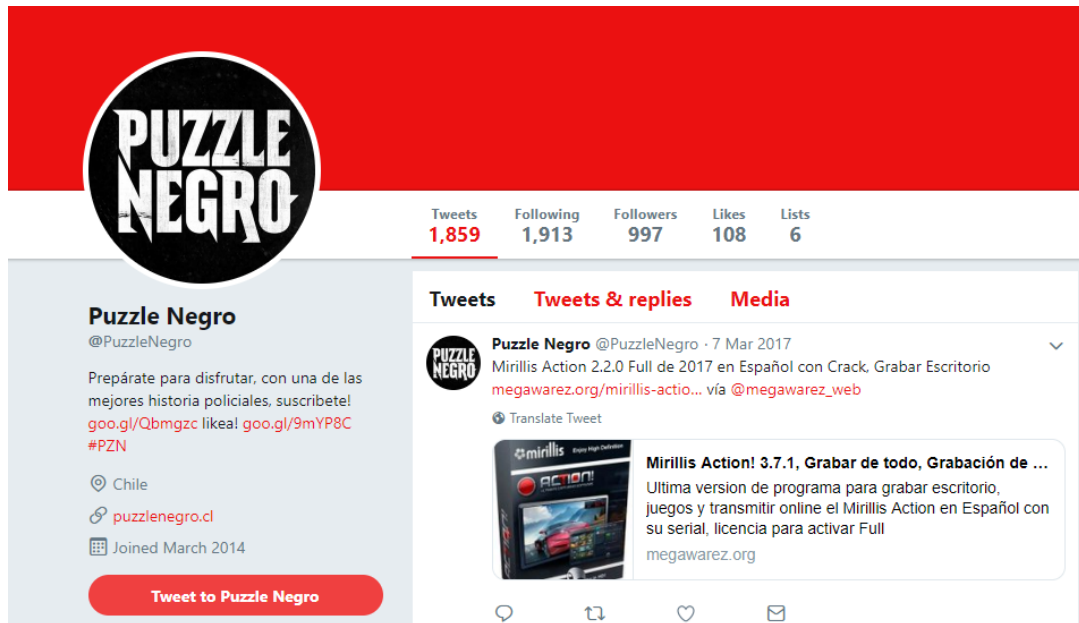 PUZZLE
NEGRO
Tweets Following Followers Likes Lists
1,859 1,913 997 108 6
Puzzle Negro
@PuzzleNegro
Prepárate para disfrutar, con una de las
mejores historia policiales, suscribete!
goo.gl/Qbmgzc likea! goo.gl/9mYP8C
#PZN
Chile
puzzlenegro.cl
Joined March 2014
Tweet to Puzzle Negro
Tweets Tweets & replies Media
PUZZLE
NEGRO
Puzzle Negro @PuzzleNegro · 7 Mar 2017
Mirillis Action 2.2.0 Full de 2017 en Español con Crack, Grabar Escritorio
megawarez.org/mirillis-actio... vía @megawarez_web
Translate Tweet
mirillis Enjoy High Definition
ACTION!
Mirillis Action! 3.7.1, Grabar de todo, Grabación de ...
Ultima version de programa para grabar escritorio,
juegos y transmitir online el Mirillis Action en Español con
su serial, licencia para activar Full
megawarez.org